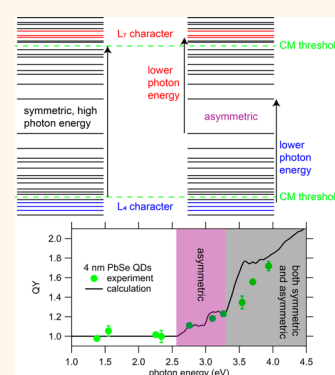 L₇ character
CM threshold
lower
photon
energy
symmetric, high
photon energy
asymmetric
lower
photon
energy
L₄ character
CM threshold
2.0
1.8
1.6
1.4
1.2
1.0
QY
4 nm PbSe QDs
experiment
calculation
asymmetric
both symmetric
and asymmetric
1.0 1.5 2.0 2.5 3.0 3.5 4.0 4.5
photon energy (eV)